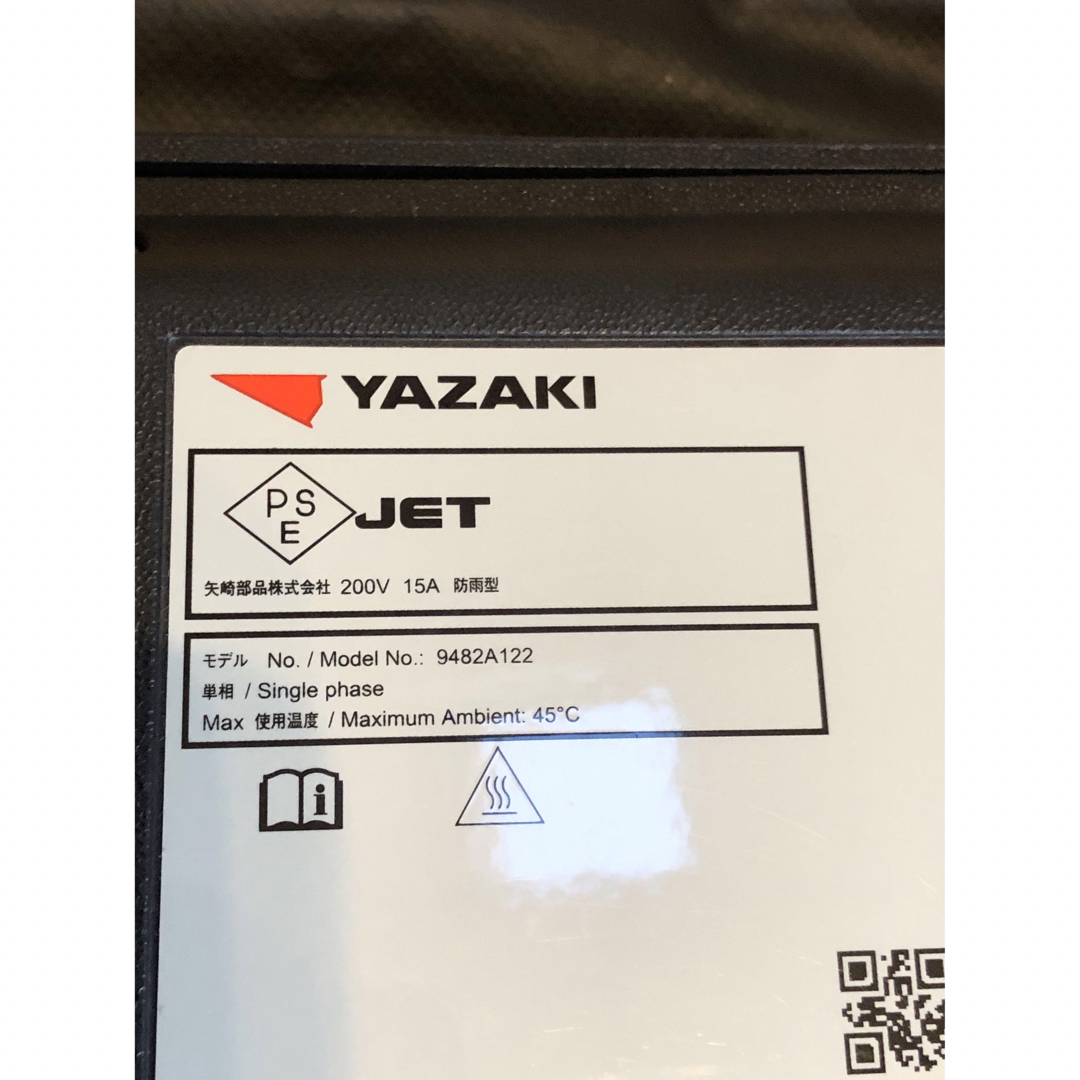 YAZAKI
PSE JET
矢崎部品株式会社 200V 15A 防雨型
モデル No. / Model No.: 9482A122
単相 / Single phase
Max 使用温度 / Maximum Ambient: 45°C
i